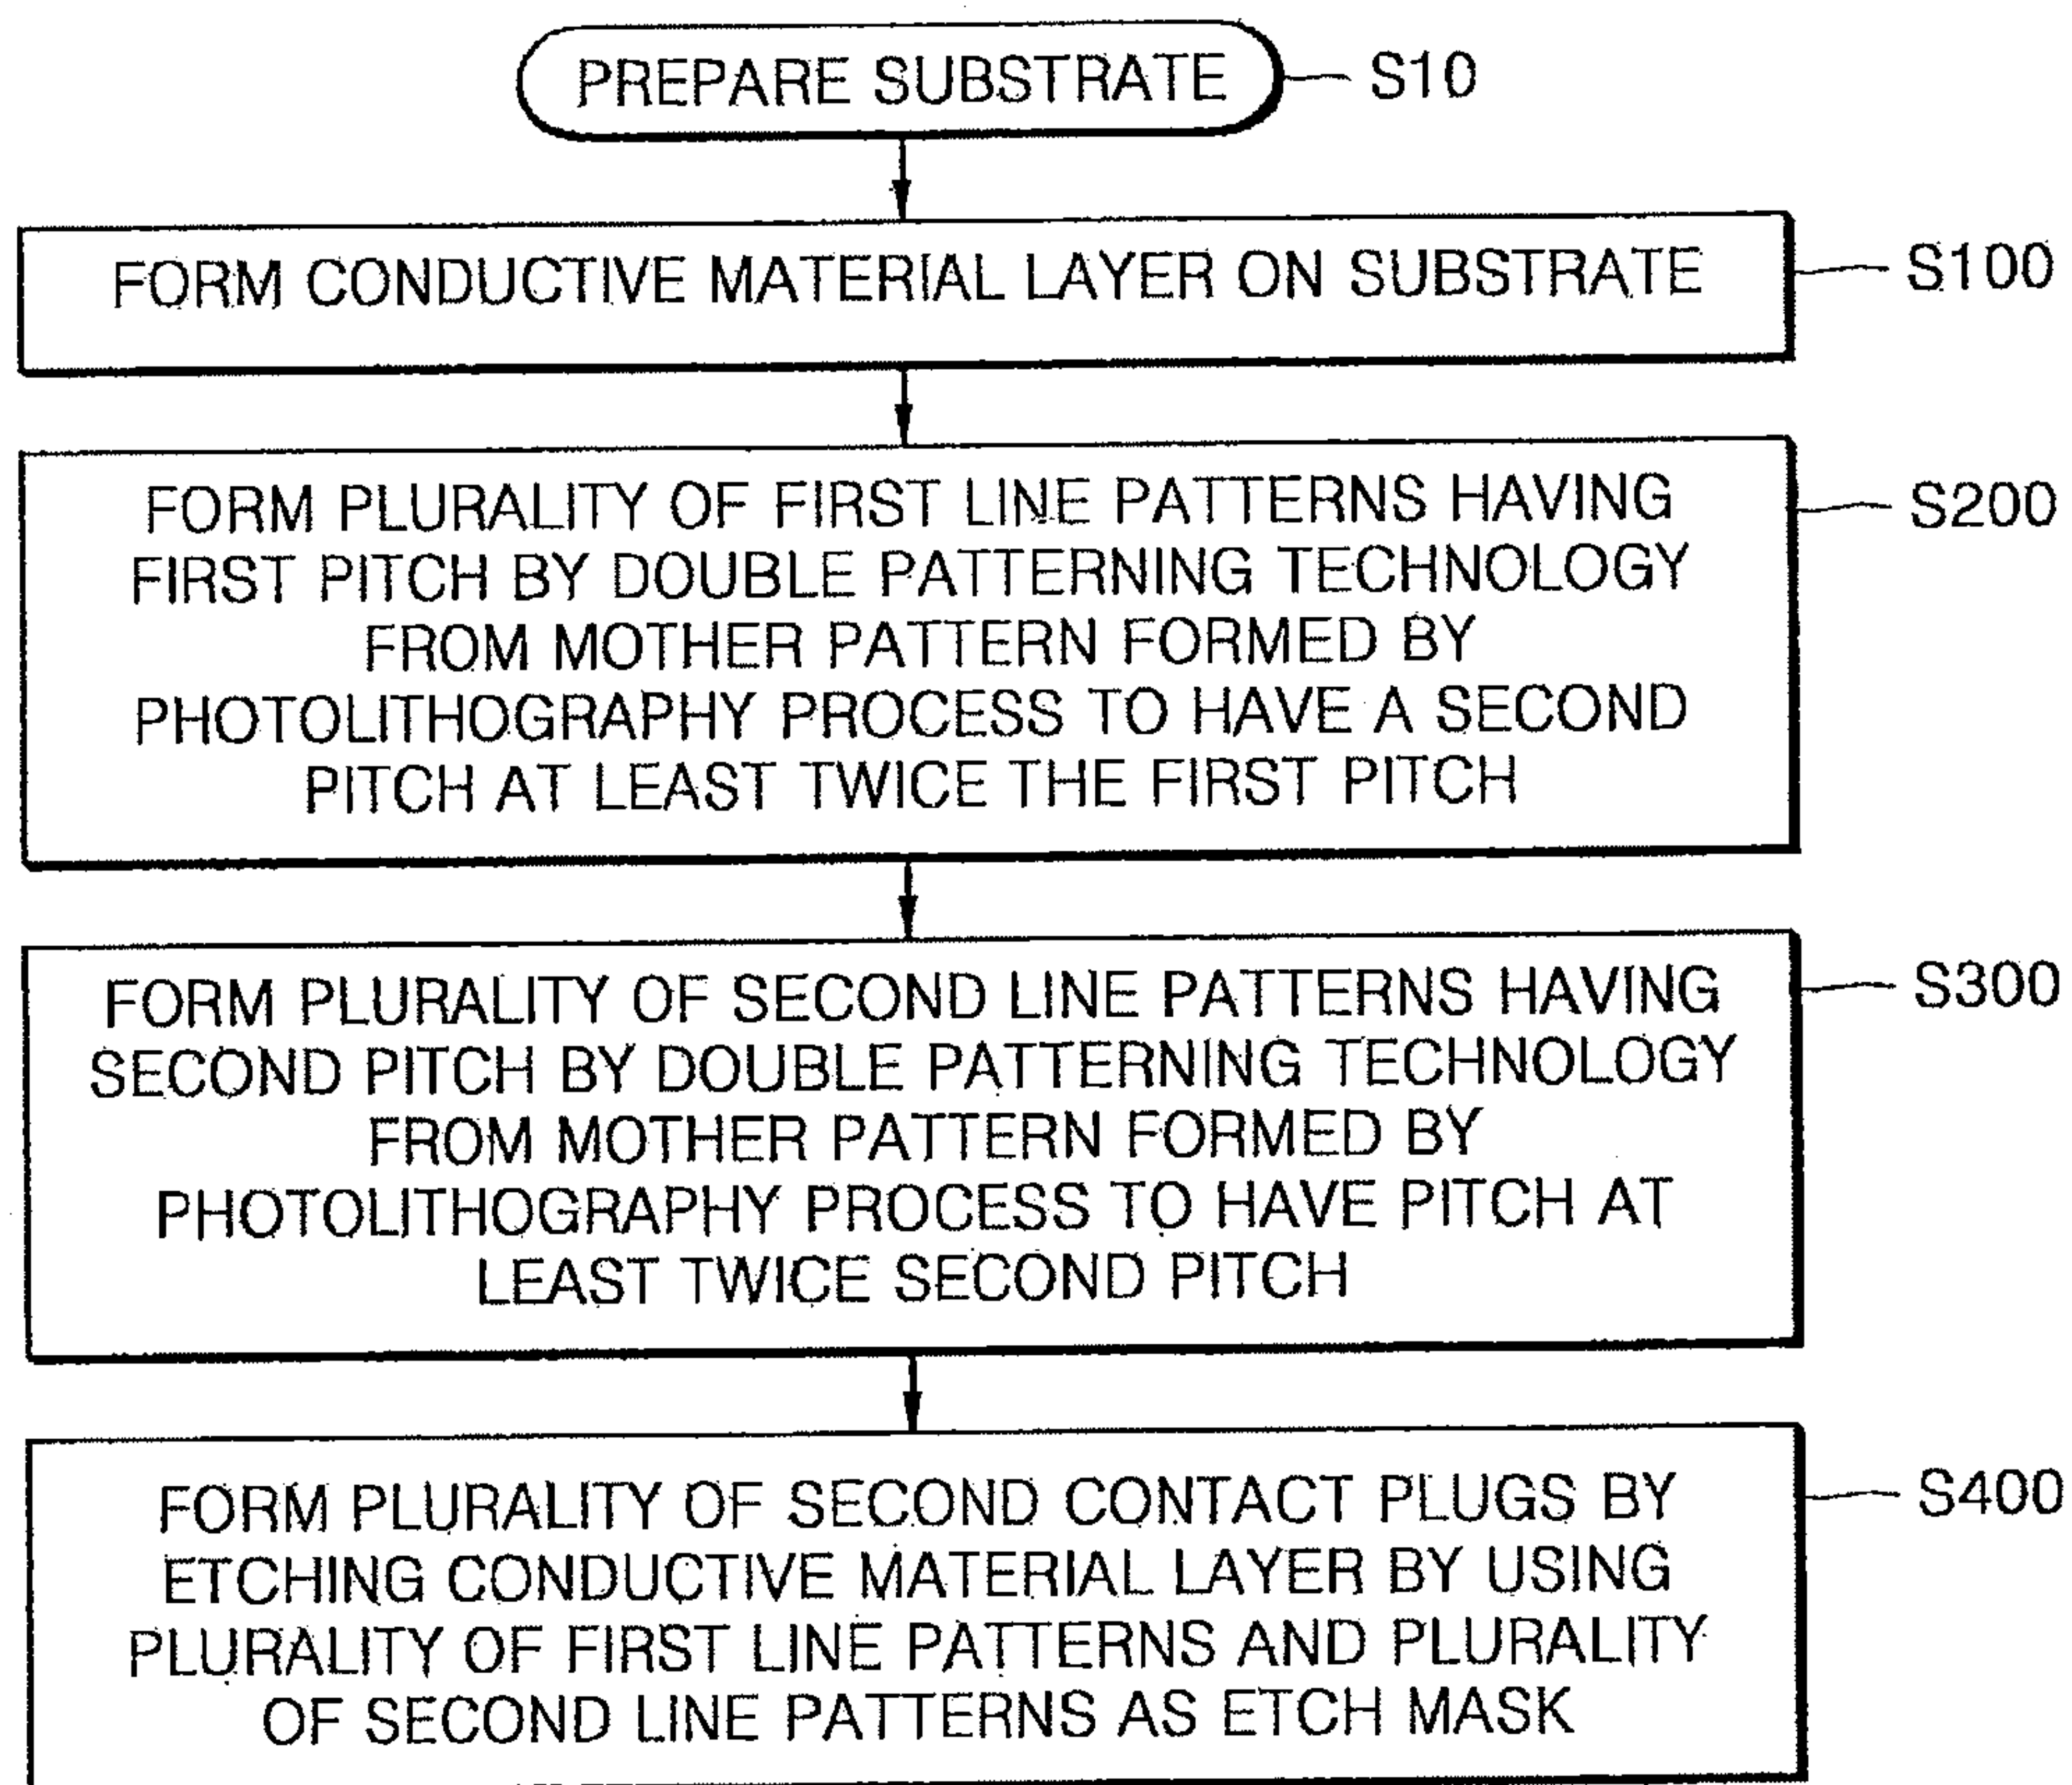 PREPARE SUBSTRATE
S10
FORM CONDUCTIVE MATERIAL LAYER ON SUBSTRATE
S100
FORM PLURALITY OF FIRST LINE PATTERNS HAVING
FIRST PITCH BY DOUBLE PATTERNING TECHNOLOGY
FROM MOTHER PATTERN FORMED BY
PHOTOLITHOGRAPHY PROCESS TO HAVE A SECOND
PITCH AT LEAST TWICE THE FIRST PITCH
S200
FORM PLURALITY OF SECOND LINE PATTERNS HAVING
SECOND PITCH BY DOUBLE PATTERNING TECHNOLOGY
FROM MOTHER PATTERN FORMED BY
PHOTOLITHOGRAPHY PROCESS TO HAVE PITCH AT
LEAST TWICE SECOND PITCH
S300
FORM PLURALITY OF SECOND CONTACT PLUGS BY
ETCHING CONDUCTIVE MATERIAL LAYER BY USING
PLURALITY OF FIRST LINE PATTERNS AND PLURALITY
OF SECOND LINE PATTERNS AS ETCH MASK
S400